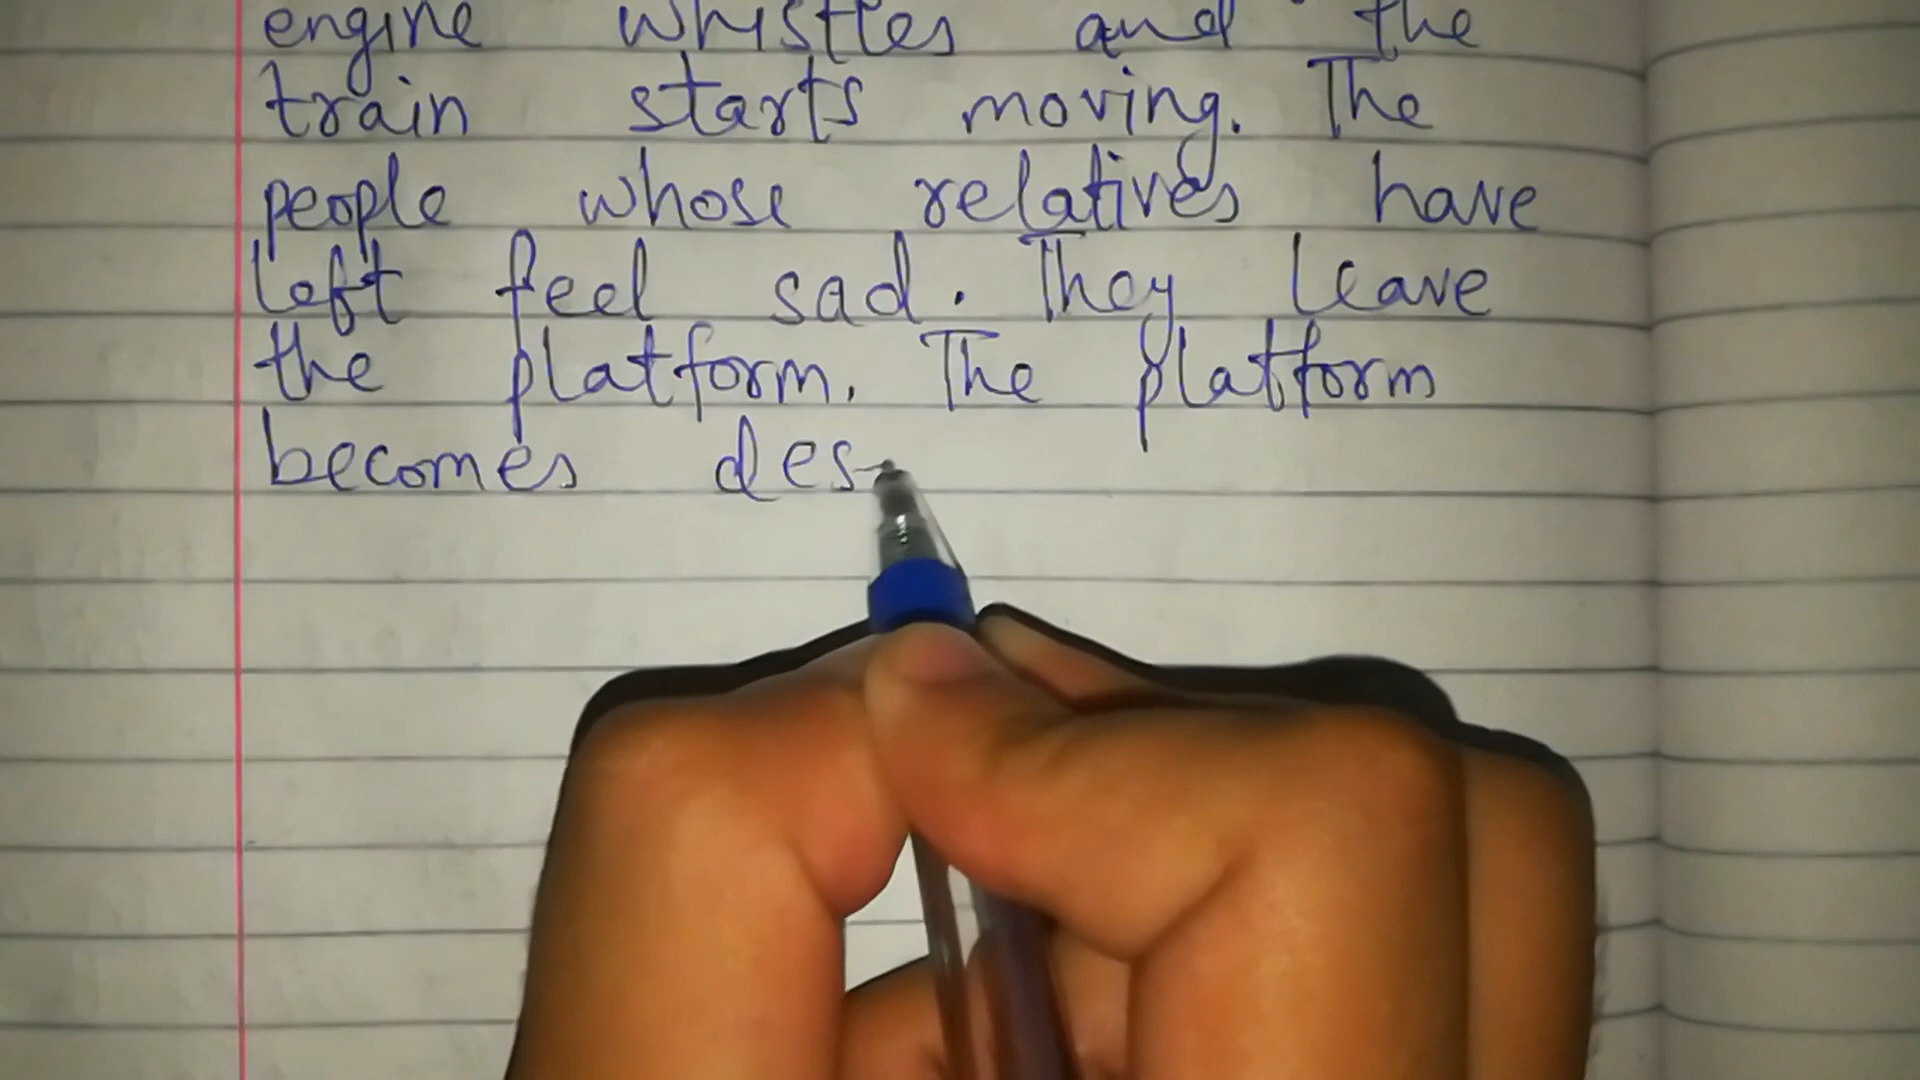 engine whistles and the
train starts moving. The
people whose relatives have
left feel sad. They leave
the platform. The platform
becomes des